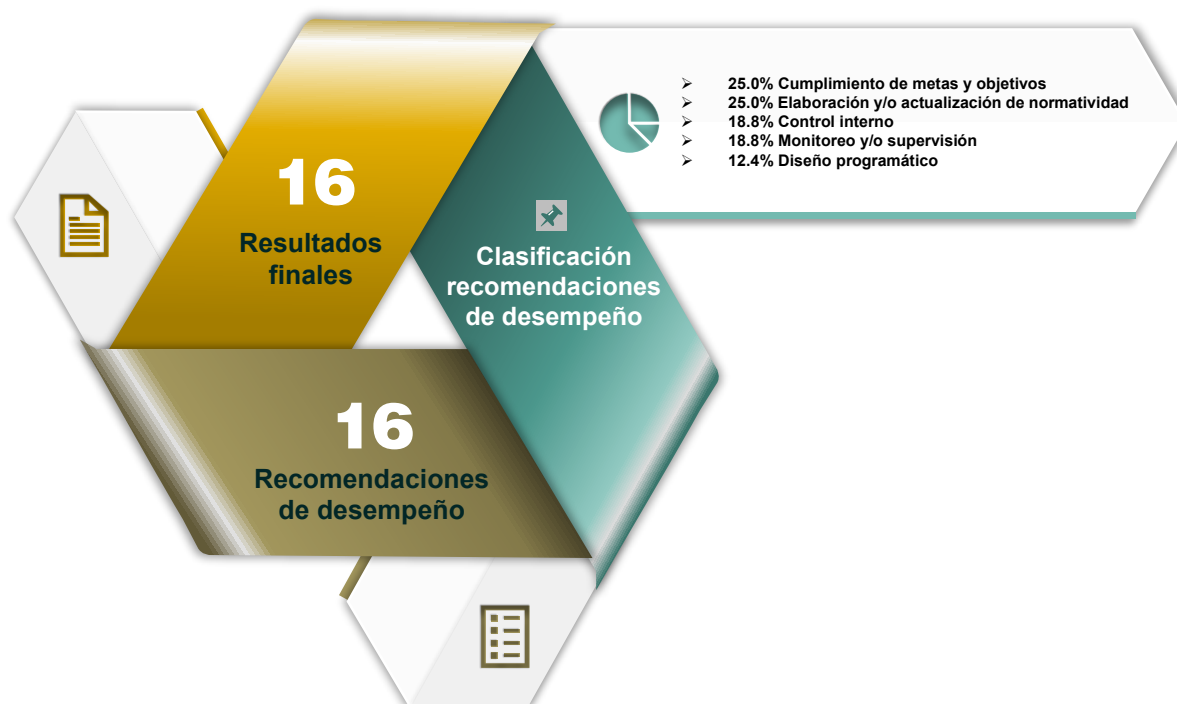 16
Resultados
finales
Clasificación
recomendaciones
de desempeño
➢ 25.0% Cumplimiento de metas y objetivos
➢ 25.0% Elaboración y/o actualización de normatividad
➢ 18.8% Control interno
➢ 18.8% Monitoreo y/o supervisión
➢ 12.4% Diseño programático
16
Recomendaciones
de desempeño